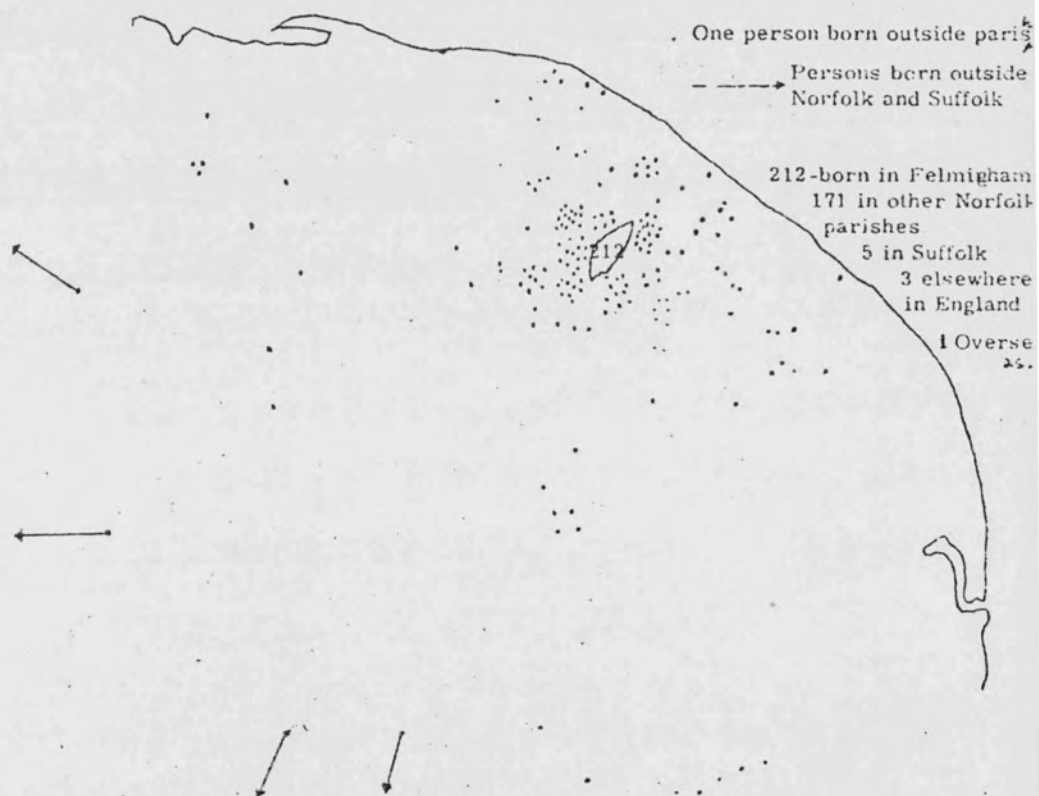 . One person born outside parish
Persons born outside
Norfolk and Suffolk
212-born in Felmigham
171 in other Norfolk
parishes
5 in Suffolk
3 elsewhere
in England
1 Overse
as.
212